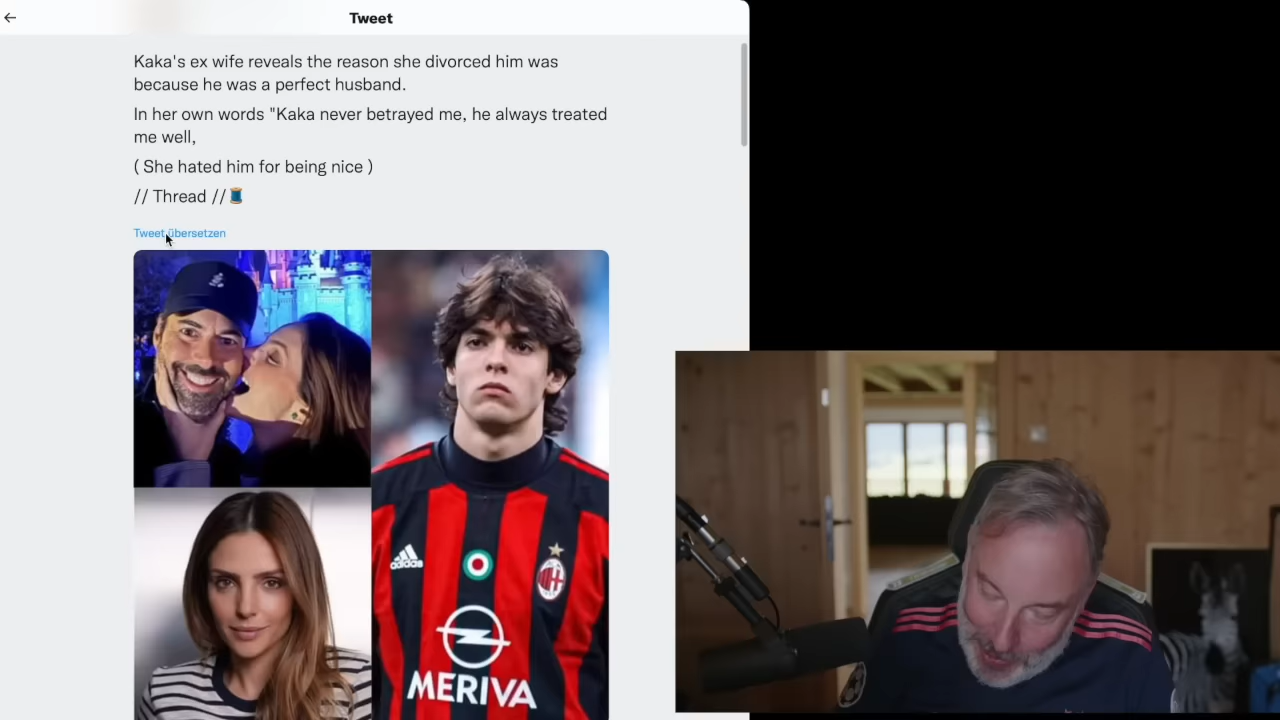 Tweet
Kaka's ex wife reveals the reason she divorced him was
because he was a perfect husband.
In her own words "Kaka never betrayed me, he always treated
me well,
( She hated him for being nice )
// Thread //🧵
Tweet übersetzen
adidas
MERIVA